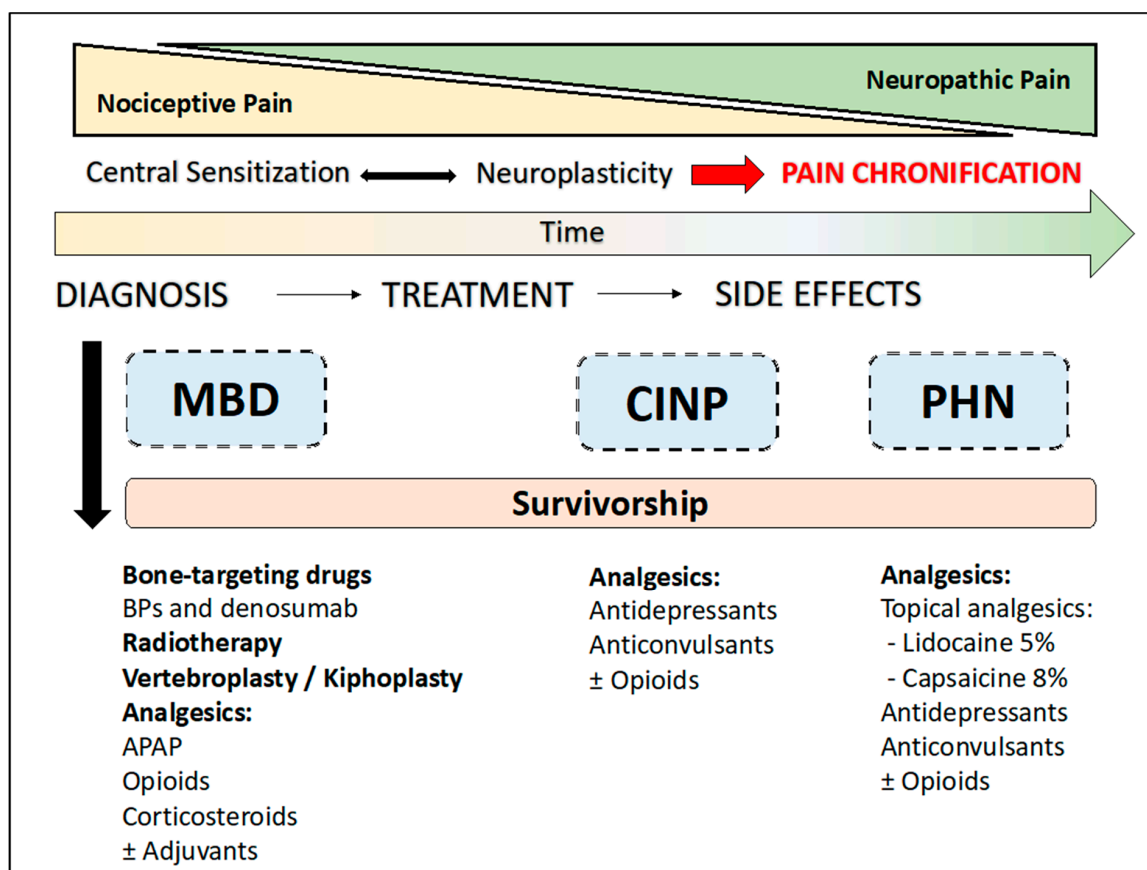 Neuropathic Pain
Nociceptive Pain
Central Sensitization Neuroplasticity PAIN CHRONIFICATION
Time
DIAGNOSIS TREATMENT SIDE EFFECTS
MBD CINP PHN
Survivorship
Bone-targeting drugs
BPs and denosumab
Radiotherapy
Vertebroplasty / Kiphoplasty
Analgesics:
APAP
Opioids
Corticosteroids
± Adjuvants
Analgesics:
Antidepressants
Anticonvulsants
± Opioids
Analgesics:
Topical analgesics:
- Lidocaine 5%
- Capsaicine 8%
Antidepressants
Anticonvulsants
± Opioids